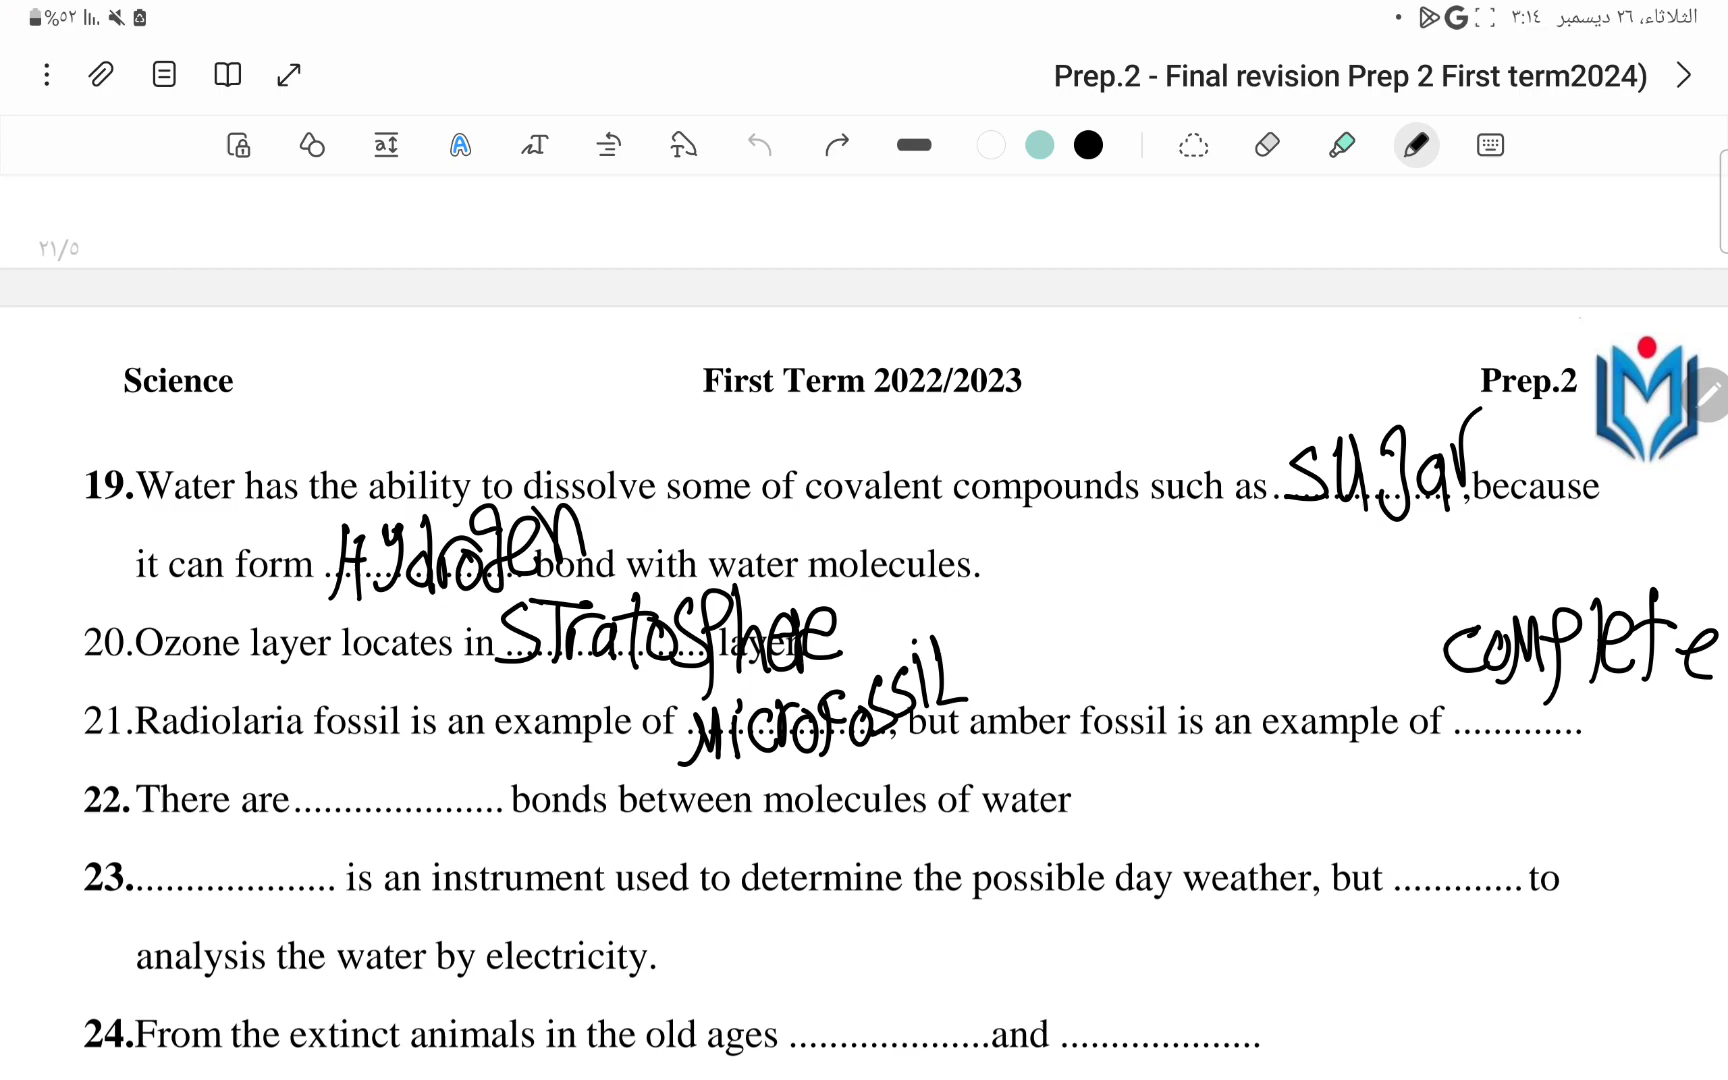 %٥٢ الثلاثاء، ٢٦ ديسمبر ٣:١٤
Prep.2 - Final revision Prep 2 First term2024)
٢١/٥
Science First Term 2022/2023 Prep.2
19.Water has the ability to dissolve some of covalent compounds such as sugar, because
it can form Hydrogen bond with water molecules.
20.Ozone layer locates in STratosphere layer
21.Radiolaria fossil is an example of Microfossil, but amber fossil is an example of .............
complete
22. There are..................... bonds between molecules of water
23..................... is an instrument used to determine the possible day weather, but ............. to
analysis the water by electricity.
24.From the extinct animals in the old ages ....................and ....................